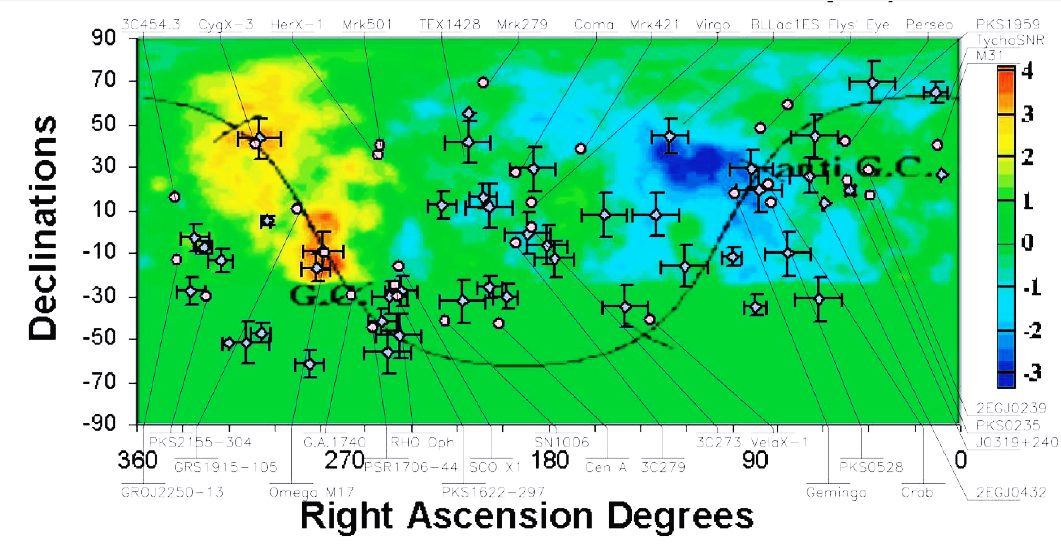 3C454.3 CygX-3 HerX-1 Mrk501 TEX1428 Mrk279 Coma Mrk421 Virgo BLLac1ES Flys' Eye Perseo PKS1959
TychoSNR
M31
90
70
50
30
10
-10
-30
-50
-70
-90
Declinations
G.C.
anti G.C..
4
3
2
1
0
-1
-2
-3
2EGJ0239
PKS0235
J0319+240
2EGJ0432
PKS2155-304 G.A.1740 RHO Oph SN1006 3C273 VelaX-1
360 270 180 90 0
GRS1915-105 PSR1706-44 SCO X1 Cen A 3C279 PKS0528
GROJ2250-13 Omega M17 PKS1622-297 Geminga Crab
Right Ascension Degrees